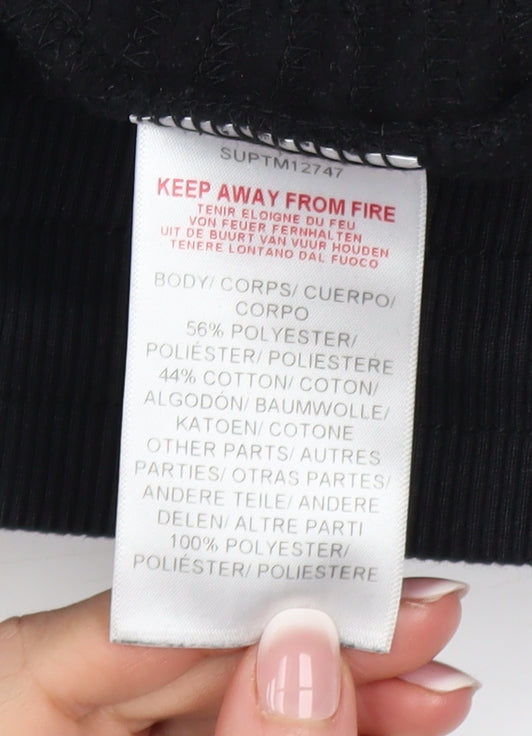 SUPTM12747
KEEP AWAY FROM FIRE
TENIR ELOIGNE DU FEU
VON FEUER FERNHALTEN
UIT DE BUURT VAN VUUR HOUDEN
TENERE LONTANO DAL FUOCO
BODY/ CORPS/ CUERPO/
CORPO
56% POLYESTER/
POLIÉSTER/ POLIESTERE
44% COTTON/ COTON/
ALGODÓN/ BAUMWOLLE/
KATOEN/ COTONE
OTHER PARTS/ AUTRES
PARTIES/ OTRAS PARTES/
ANDERE TEILE/ ANDERE
DELEN/ ALTRE PARTI
100% POLYESTER/
POLIÉSTER/ POLIESTERE